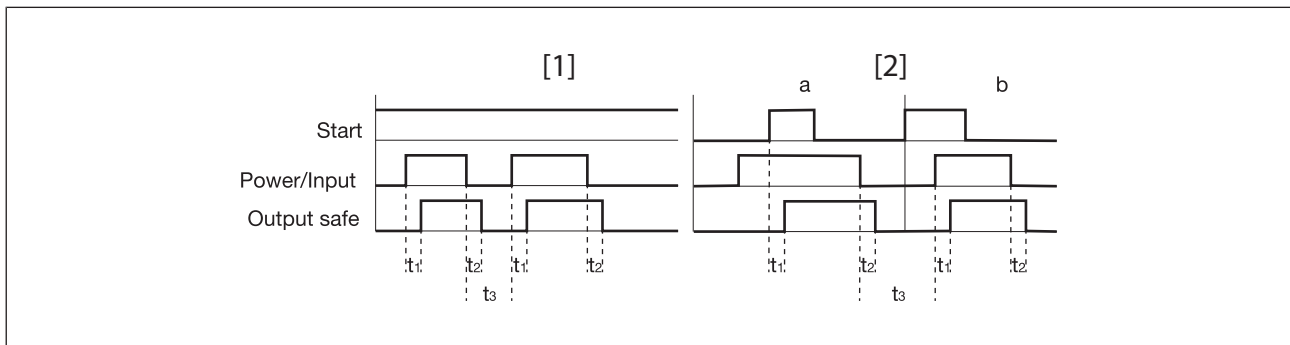 [1] [2]
a b
Start
Power/Input
Output safe
t1 t2 t1 t2 t1 t2 t1 t2
t3 t3